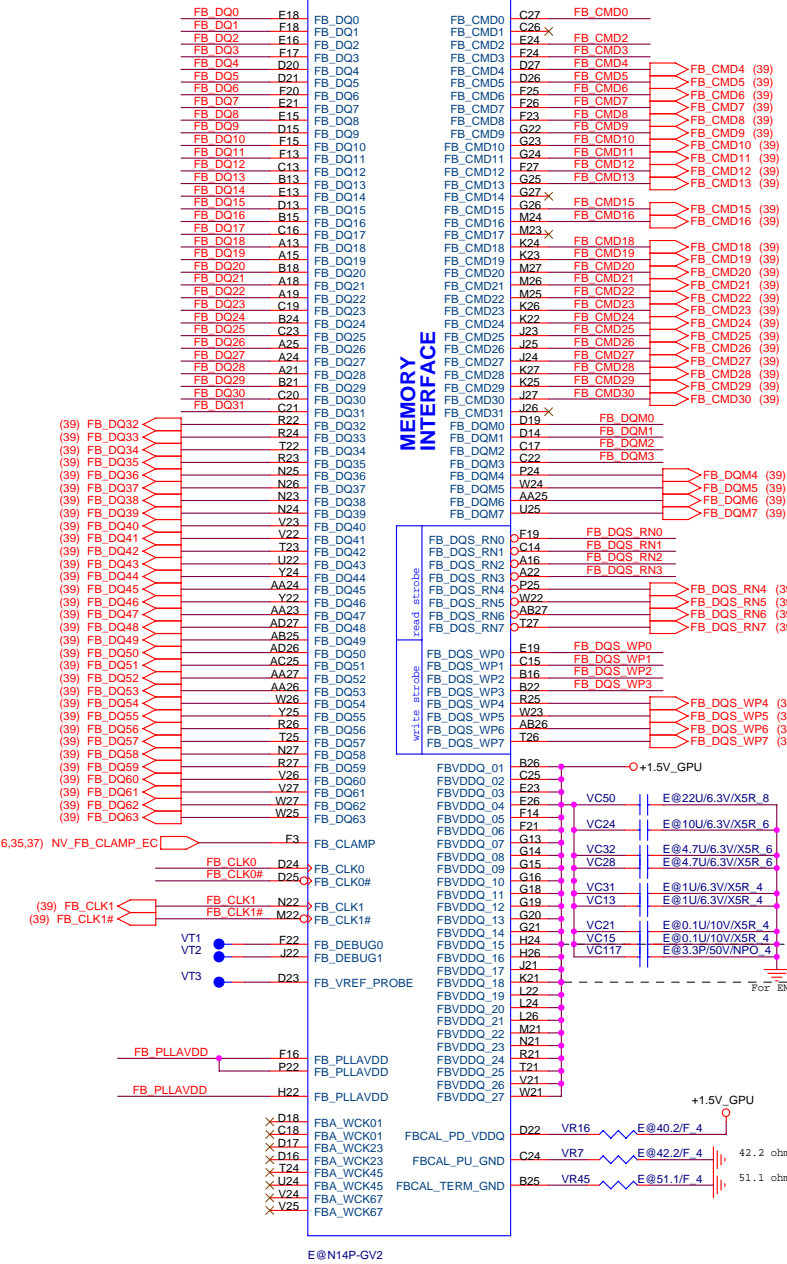 FB_DQ0 E18 FB_DQ0
FB_DQ1 F18 FB_DQ1
FB_DQ2 E16 FB_DQ2
FB_DQ3 F17 FB_DQ3
FB_DQ4 D20 FB_DQ4
FB_DQ5 D21 FB_DQ5
FB_DQ6 F20 FB_DQ6
FB_DQ7 E21 FB_DQ7
FB_DQ8 E15 FB_DQ8
FB_DQ9 D15 FB_DQ9
FB_DQ10 F15 FB_DQ10
FB_DQ11 F13 FB_DQ11
FB_DQ12 C13 FB_DQ12
FB_DQ13 B13 FB_DQ13
FB_DQ14 E13 FB_DQ14
FB_DQ15 D13 FB_DQ15
FB_DQ16 B15 FB_DQ16
FB_DQ17 C16 FB_DQ17
FB_DQ18 A13 FB_DQ18
FB_DQ19 A15 FB_DQ19
FB_DQ20 B18 FB_DQ20
FB_DQ21 A18 FB_DQ21
FB_DQ22 A19 FB_DQ22
FB_DQ23 C19 FB_DQ23
FB_DQ24 B24 FB_DQ24
FB_DQ25 C23 FB_DQ25
FB_DQ26 A25 FB_DQ26
FB_DQ27 A24 FB_DQ27
FB_DQ28 A21 FB_DQ28
FB_DQ29 B21 FB_DQ29
FB_DQ30 C20 FB_DQ30
FB_DQ31 C21 FB_DQ31
(39) FB_DQ32 R22 FB_DQ32
(39) FB_DQ33 R24 FB_DQ33
(39) FB_DQ34 T22 FB_DQ34
(39) FB_DQ35 R23 FB_DQ35
(39) FB_DQ36 N25 FB_DQ36
(39) FB_DQ37 N26 FB_DQ37
(39) FB_DQ38 N23 FB_DQ38
(39) FB_DQ39 N24 FB_DQ39
(39) FB_DQ40 V23 FB_DQ40
(39) FB_DQ41 V22 FB_DQ41
(39) FB_DQ42 T23 FB_DQ42
(39) FB_DQ43 U22 FB_DQ43
(39) FB_DQ44 Y24 FB_DQ44
(39) FB_DQ45 AA24 FB_DQ45
(39) FB_DQ46 Y22 FB_DQ46
(39) FB_DQ47 AA23 FB_DQ47
(39) FB_DQ48 AD27 FB_DQ48
(39) FB_DQ49 AB25 FB_DQ49
(39) FB_DQ50 AD26 FB_DQ50
(39) FB_DQ51 AC25 FB_DQ51
(39) FB_DQ52 AA27 FB_DQ52
(39) FB_DQ53 AA26 FB_DQ53
(39) FB_DQ54 W26 FB_DQ54
(39) FB_DQ55 Y25 FB_DQ55
(39) FB_DQ56 R26 FB_DQ56
(39) FB_DQ57 T25 FB_DQ57
(39) FB_DQ58 N27 FB_DQ58
(39) FB_DQ59 R27 FB_DQ59
(39) FB_DQ60 V26 FB_DQ60
(39) FB_DQ61 V27 FB_DQ61
(39) FB_DQ62 W27 FB_DQ62
(39) FB_DQ63 W25 FB_DQ63
6,35,37) NV_FB_CLAMP_EC F3 FB_CLAMP
FB_CLK0 D24 FB_CLK0
FB_CLK0# D25 FB_CLK0#
(39) FB_CLK1 FB_CLK1 N22 FB_CLK1
(39) FB_CLK1# FB_CLK1# M22 FB_CLK1#
VT1 F22 FB_DEBUG0
VT2 J22 FB_DEBUG1
VT3 D23 FB_VREF_PROBE
FB_PLLAVDD F16 FB_PLLAVDD
P22 FB_PLLAVDD
FB_PLLAVDD H22 FB_PLLAVDD
D18 FBA_WCK01
C18 FBA_WCK01
D17 FBA_WCK23
D16 FBA_WCK23
T24 FBA_WCK45
U24 FBA_WCK45
V24 FBA_WCK67
V25 FBA_WCK67
MEMORY
INTERFACE
FB_CMD0 C27 FB_CMD0
FB_CMD1 C26
FB_CMD2 E24 FB_CMD2
FB_CMD3 F24 FB_CMD3
FB_CMD4 D27 FB_CMD4 FB_CMD4 (39)
FB_CMD5 D26 FB_CMD5 FB_CMD5 (39)
FB_CMD6 F25 FB_CMD6 FB_CMD6 (39)
FB_CMD7 F26 FB_CMD7 FB_CMD7 (39)
FB_CMD8 F23 FB_CMD8 FB_CMD8 (39)
FB_CMD9 G22 FB_CMD9 FB_CMD9 (39)
FB_CMD10 G23 FB_CMD10 FB_CMD10 (39)
FB_CMD11 G24 FB_CMD11 FB_CMD11 (39)
FB_CMD12 F27 FB_CMD12 FB_CMD12 (39)
FB_CMD13 G25 FB_CMD13 FB_CMD13 (39)
FB_CMD14 G27
FB_CMD15 G26 FB_CMD15 FB_CMD15 (39)
FB_CMD16 M24 FB_CMD16 FB_CMD16 (39)
FB_CMD17 M23
FB_CMD18 K24 FB_CMD18 FB_CMD18 (39)
FB_CMD19 K23 FB_CMD19 FB_CMD19 (39)
FB_CMD20 M27 FB_CMD20 FB_CMD20 (39)
FB_CMD21 M26 FB_CMD21 FB_CMD21 (39)
FB_CMD22 M25 FB_CMD22 FB_CMD22 (39)
FB_CMD23 K26 FB_CMD23 FB_CMD23 (39)
FB_CMD24 K22 FB_CMD24 FB_CMD24 (39)
FB_CMD25 J23 FB_CMD25 FB_CMD25 (39)
FB_CMD26 J25 FB_CMD26 FB_CMD26 (39)
FB_CMD27 J24 FB_CMD27 FB_CMD27 (39)
FB_CMD28 K27 FB_CMD28 FB_CMD28 (39)
FB_CMD29 K25 FB_CMD29 FB_CMD29 (39)
FB_CMD30 J27 FB_CMD30 FB_CMD30 (39)
FB_CMD31 J26
FB_DQM0 D19 FB_DQM0
FB_DQM1 D14 FB_DQM1
FB_DQM2 C17 FB_DQM2
FB_DQM3 C22 FB_DQM3
FB_DQM4 P24 FB_DQM4 (39)
FB_DQM5 W24 FB_DQM5 (39)
FB_DQM6 AA25 FB_DQM6 (39)
FB_DQM7 U25 FB_DQM7 (39)
read strobe
FB_DQS_RN0 F19 FB_DQS_RN0
FB_DQS_RN1 C14 FB_DQS_RN1
FB_DQS_RN2 A16 FB_DQS_RN2
FB_DQS_RN3 A22 FB_DQS_RN3
FB_DQS_RN4 P25 FB_DQS_RN4 (3
FB_DQS_RN5 W22 FB_DQS_RN5 (3
FB_DQS_RN6 AB27 FB_DQS_RN6 (3
FB_DQS_RN7 T27 FB_DQS_RN7 (3
write strobe
FB_DQS_WP0 E19 FB_DQS_WP0
FB_DQS_WP1 C15 FB_DQS_WP1
FB_DQS_WP2 B16 FB_DQS_WP2
FB_DQS_WP3 B22 FB_DQS_WP3
FB_DQS_WP4 R25 FB_DQS_WP4 (3
FB_DQS_WP5 W23 FB_DQS_WP5 (3
FB_DQS_WP6 AB26 FB_DQS_WP6 (3
FB_DQS_WP7 T26 FB_DQS_WP7 (3
FBVDDQ_01 B26 +1.5V_GPU
FBVDDQ_02 C25
FBVDDQ_03 E23
FBVDDQ_04 E26 VC50 E@22U/6.3V/X5R_8
FBVDDQ_05 F14
FBVDDQ_06 F21 VC24 E@10U/6.3V/X5R_6
FBVDDQ_07 G13
FBVDDQ_08 G14 VC32 E@4.7U/6.3V/X5R_6
FBVDDQ_09 G15 VC28 E@4.7U/6.3V/X5R_6
FBVDDQ_10 G16
FBVDDQ_11 G18 VC31 E@1U/6.3V/X5R_4
FBVDDQ_12 G19 VC13 E@1U/6.3V/X5R_4
FBVDDQ_13 G20
FBVDDQ_14 G21 VC21 E@0.1U/10V/X5R_4
FBVDDQ_15 H24 VC15 E@0.1U/10V/X5R_4
FBVDDQ_16 H26 VC117 E@3.3P/50V/NPO_4
FBVDDQ_17 J21
FBVDDQ_18 K21
For EM
FBVDDQ_19 L22
FBVDDQ_20 L24
FBVDDQ_21 L26
FBVDDQ_22 M21
FBVDDQ_23 N21
FBVDDQ_24 R21
FBVDDQ_25 T21
FBVDDQ_26 V21
FBVDDQ_27 W21
+1.5V_GPU
FBCAL_PD_VDDQ D22 VR16 E@40.2/F_4
FBCAL_PU_GND C24 VR7 E@42.2/F_4 42.2 ohm
FBCAL_TERM_GND B25 VR45 E@51.1/F_4 51.1 ohm
E@N14P-GV2